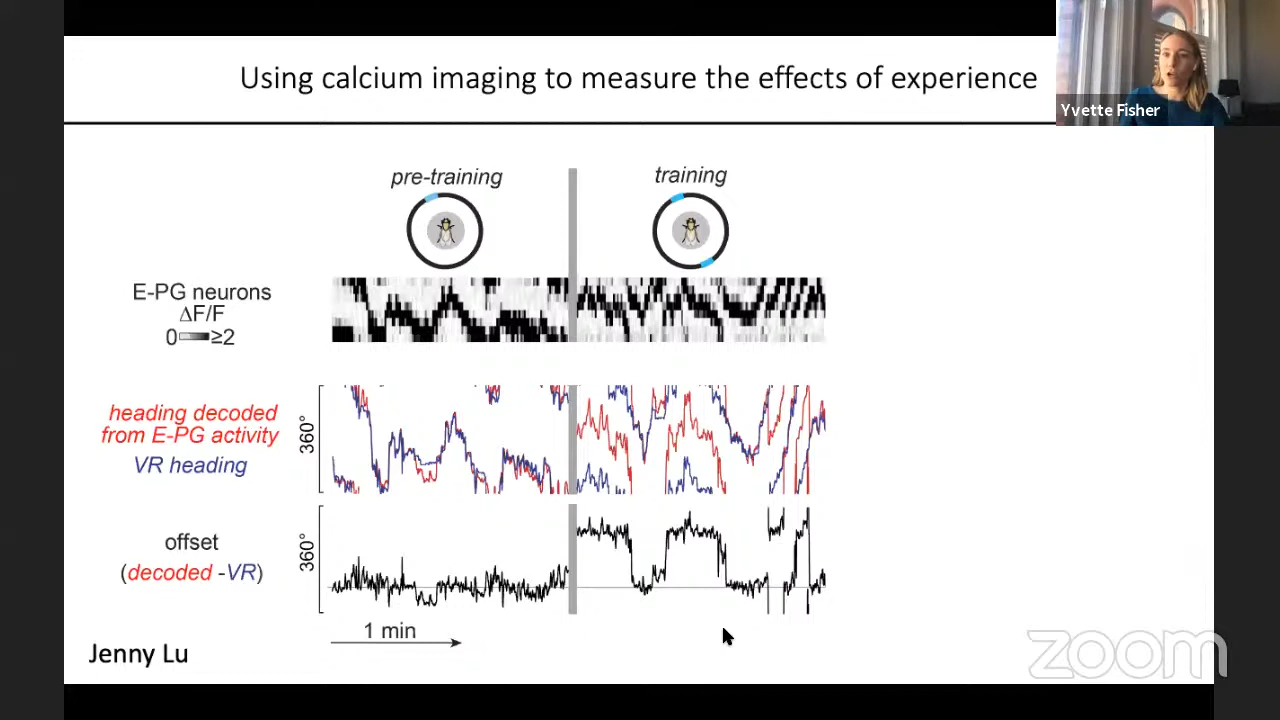 Using calcium imaging to measure the effects of experience
Yvette Fisher
pre-training
training
E-PG neurons
ΔF/F
0 ≥2
heading decoded
from E-PG activity
VR heading
360°
offset
(decoded -VR)
360°
1 min
Jenny Lu
zoom